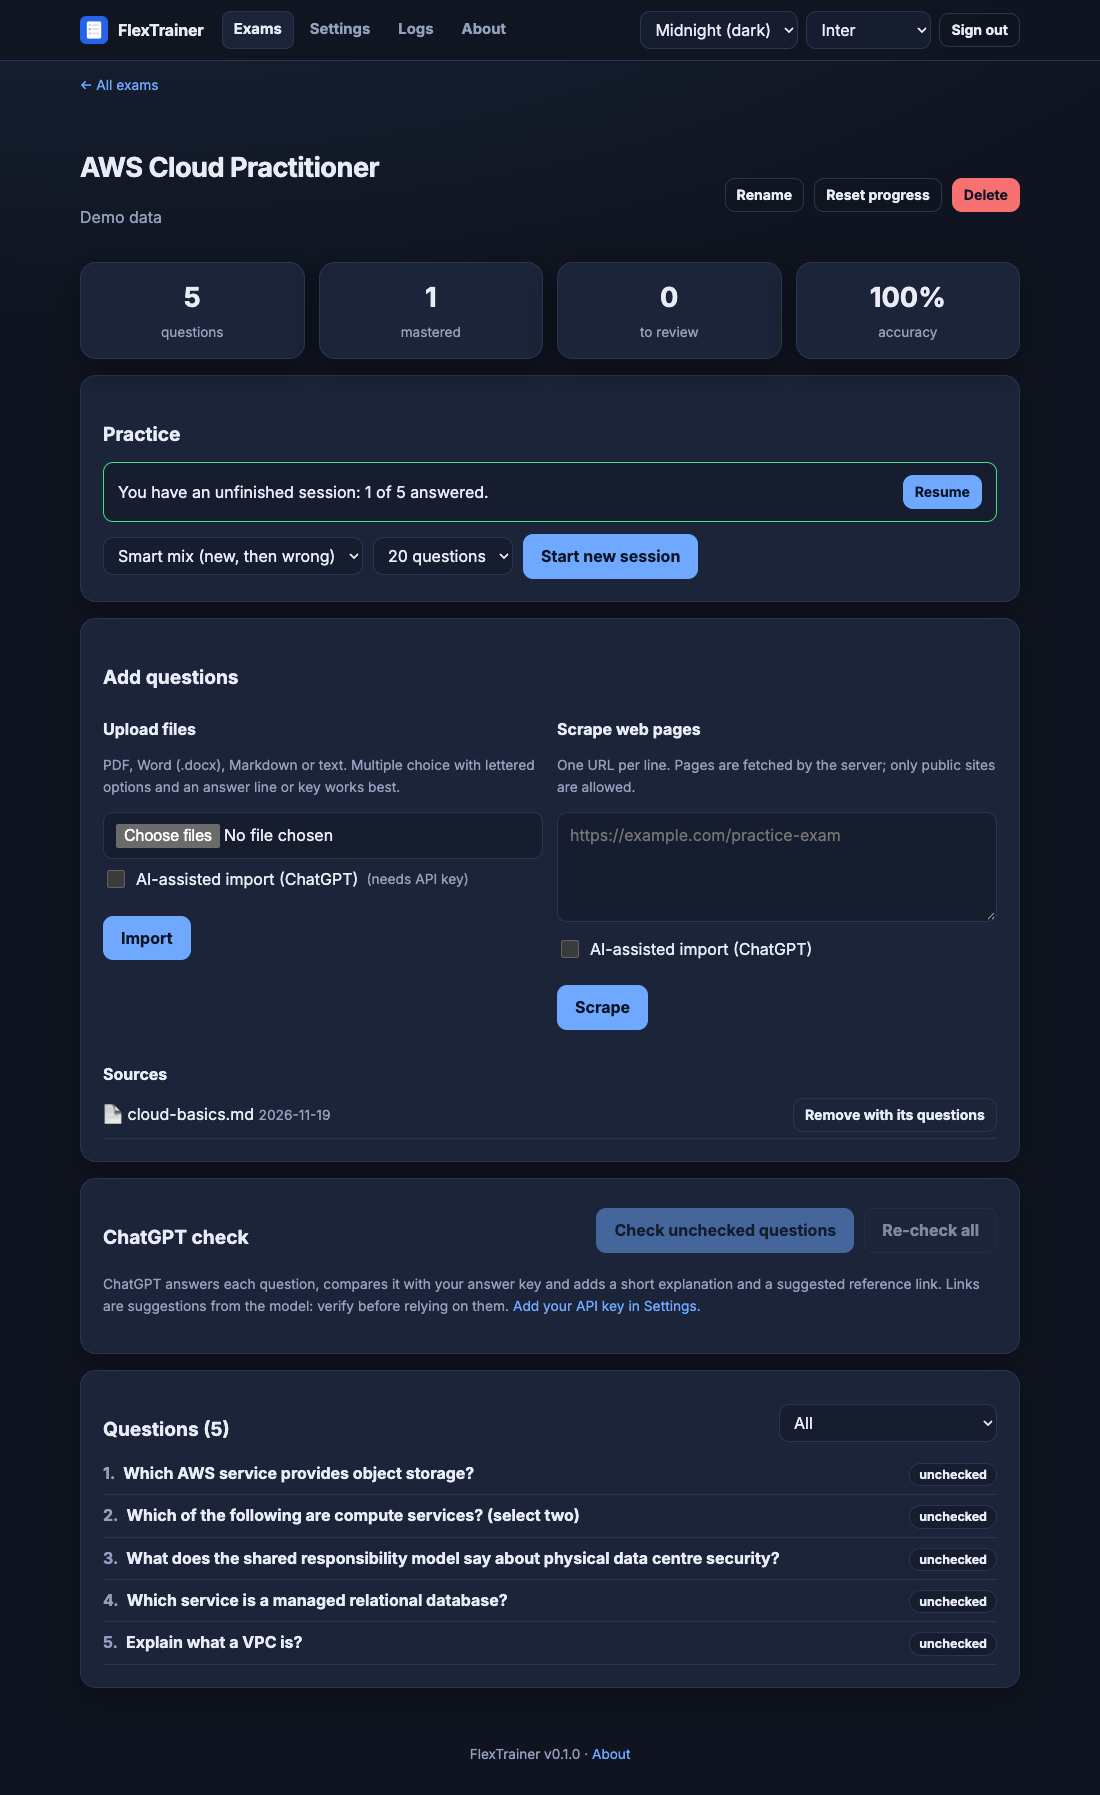 FlexTrainer
Exams
Settings
Logs
About
Midnight (dark)
Inter
Sign out
← All exams
AWS Cloud Practitioner
Demo data
Rename
Reset progress
Delete
5
questions
1
mastered
0
to review
100%
accuracy
Practice
You have an unfinished session: 1 of 5 answered.
Resume
Smart mix (new, then wrong)
20 questions
Start new session
Add questions
Upload files
PDF, Word (.docx), Markdown or text. Multiple choice with lettered
options and an answer line or key works best.
Choose files No file chosen
AI-assisted import (ChatGPT) (needs API key)
Import
Scrape web pages
One URL per line. Pages are fetched by the server; only public sites
are allowed.
https://example.com/practice-exam
AI-assisted import (ChatGPT)
Scrape
Sources
cloud-basics.md 2026-11-19
Remove with its questions
ChatGPT check
Check unchecked questions
Re-check all
ChatGPT answers each question, compares it with your answer key and adds a short explanation and a suggested reference link. Links
are suggestions from the model: verify before relying on them. Add your API key in Settings.
Questions (5)
All
1. Which AWS service provides object storage?
unchecked
2. Which of the following are compute services? (select two)
unchecked
3. What does the shared responsibility model say about physical data centre security?
unchecked
4. Which service is a managed relational database?
unchecked
5. Explain what a VPC is?
unchecked
FlexTrainer v0.1.0 · About